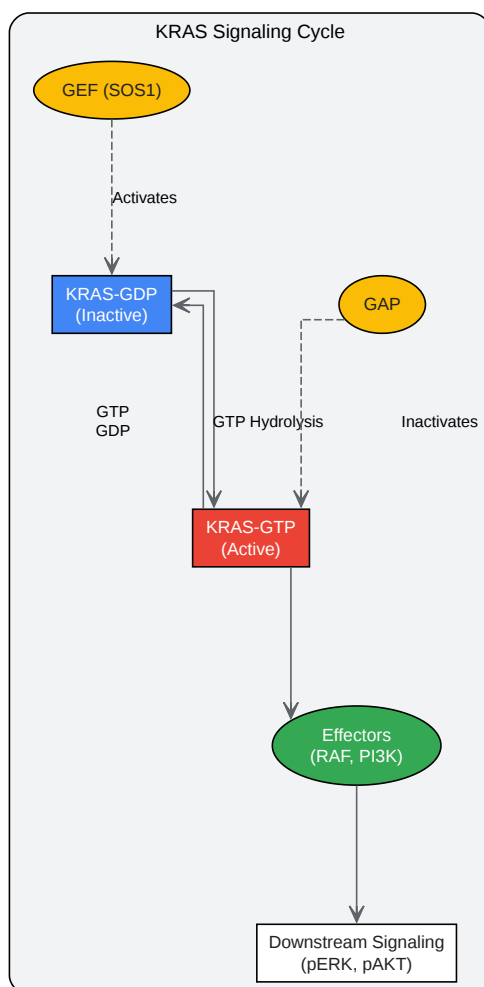 KRAS Signaling Cycle
GEF (SOS1)
Activates
KRAS-GDP
(Inactive)
GAP
GTP
GDP
GTP Hydrolysis
Inactivates
KRAS-GTP
(Active)
Effectors
(RAF, PI3K)
Downstream Signaling
(pERK, pAKT)